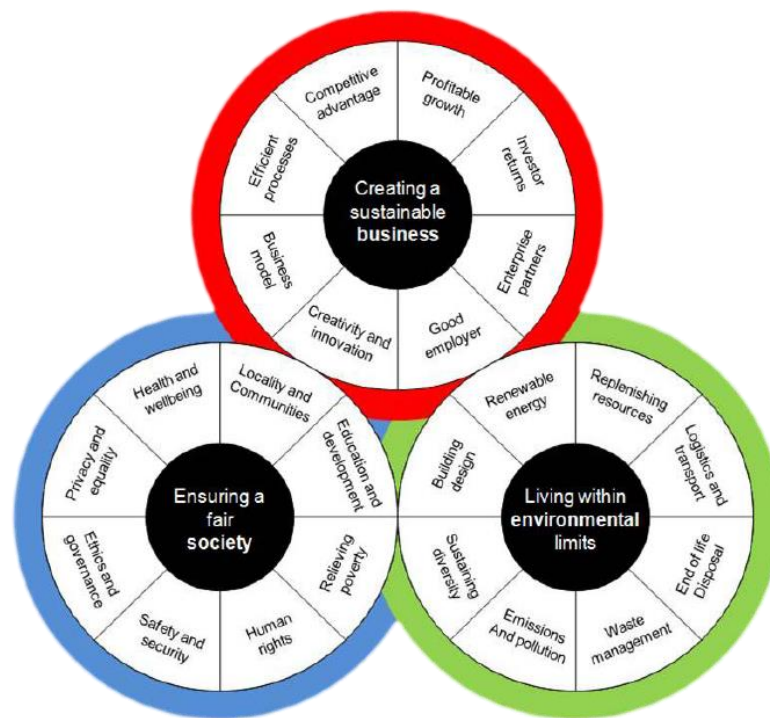 Competitive
advantage
Profitable
growth
Efficient
processes
Investor
returns
Creating a
sustainable
business
Business
model
Enterprise
partners
Creativity and
innovation
Good
employer
Health and
wellbeing
Locality and
Communities
Privacy and
equality
Education and
development
Ensuring a
fair
society
Ethics and
governance
Relieving
poverty
Safety and
security
Human
rights
Renewable
energy
Replenishing
resources
Building
design
Logistics and
transport
Living within
environmental
limits
Sustaining
diversity
End of life
Disposal
Emissions
And pollution
Waste
management